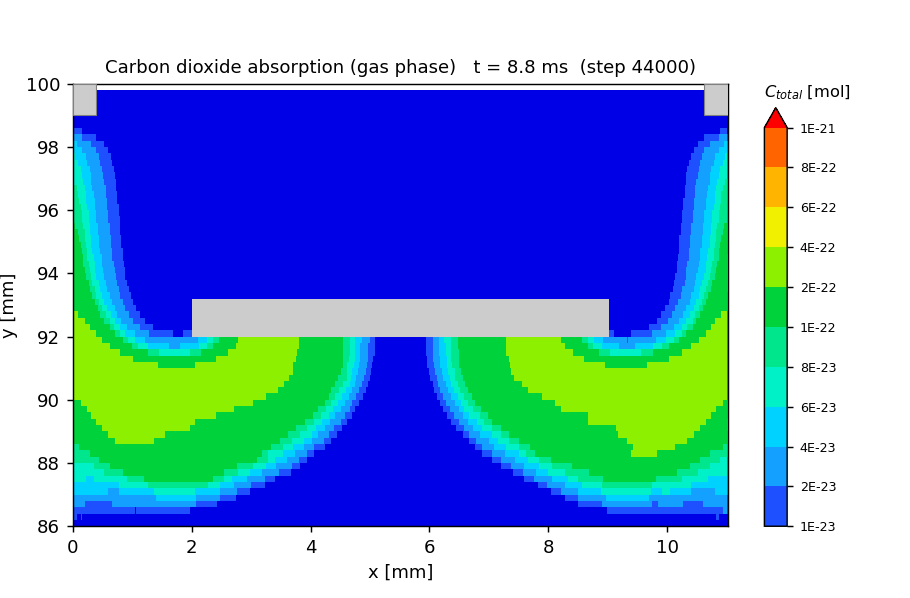 Carbon dioxide absorption (gas phase)   t = 8.8 ms  (step 44000)
C_total [mol]
1E-21
8E-22
6E-22
4E-22
2E-22
1E-22
8E-23
6E-23
4E-23
2E-23
1E-23
y [mm]
100
98
96
94
92
90
88
86
0 2 4 6 8 10
x [mm]